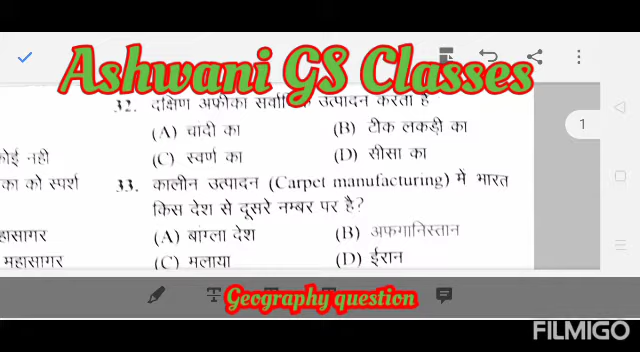 Ashwani GS Classes
32. दक्षिण अफ्रीका उत्पादन करता है
(A) चादी का (B) टीक लकड़ी का
(C) स्वर्ण का (D) सीसा का
कोई नही
का को स्पर्श
33. कालीन उत्पादन (Carpet manufacturing) में भारत
किस देश से दूसरे नम्बर पर है?
(A) बांग्ला देश (B) अफगानिस्तान
(C) मलाया (D) ईरान
हासागर
महासागर
1
Geography question
FILMIGO